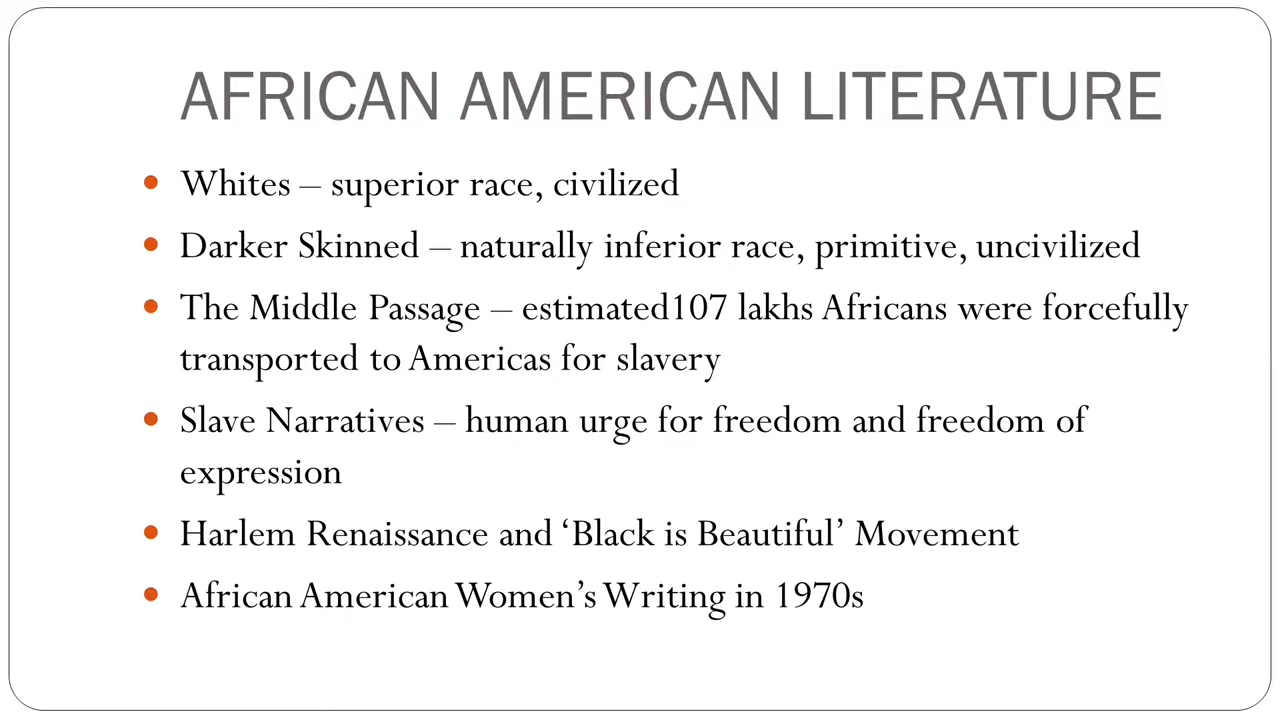 AFRICAN AMERICAN LITERATURE
• Whites – superior race, civilized
• Darker Skinned – naturally inferior race, primitive, uncivilized
• The Middle Passage – estimated107 lakhs Africans were forcefully
transported to Americas for slavery
• Slave Narratives – human urge for freedom and freedom of
expression
• Harlem Renaissance and ‘Black is Beautiful’ Movement
• African American Women’s Writing in 1970s